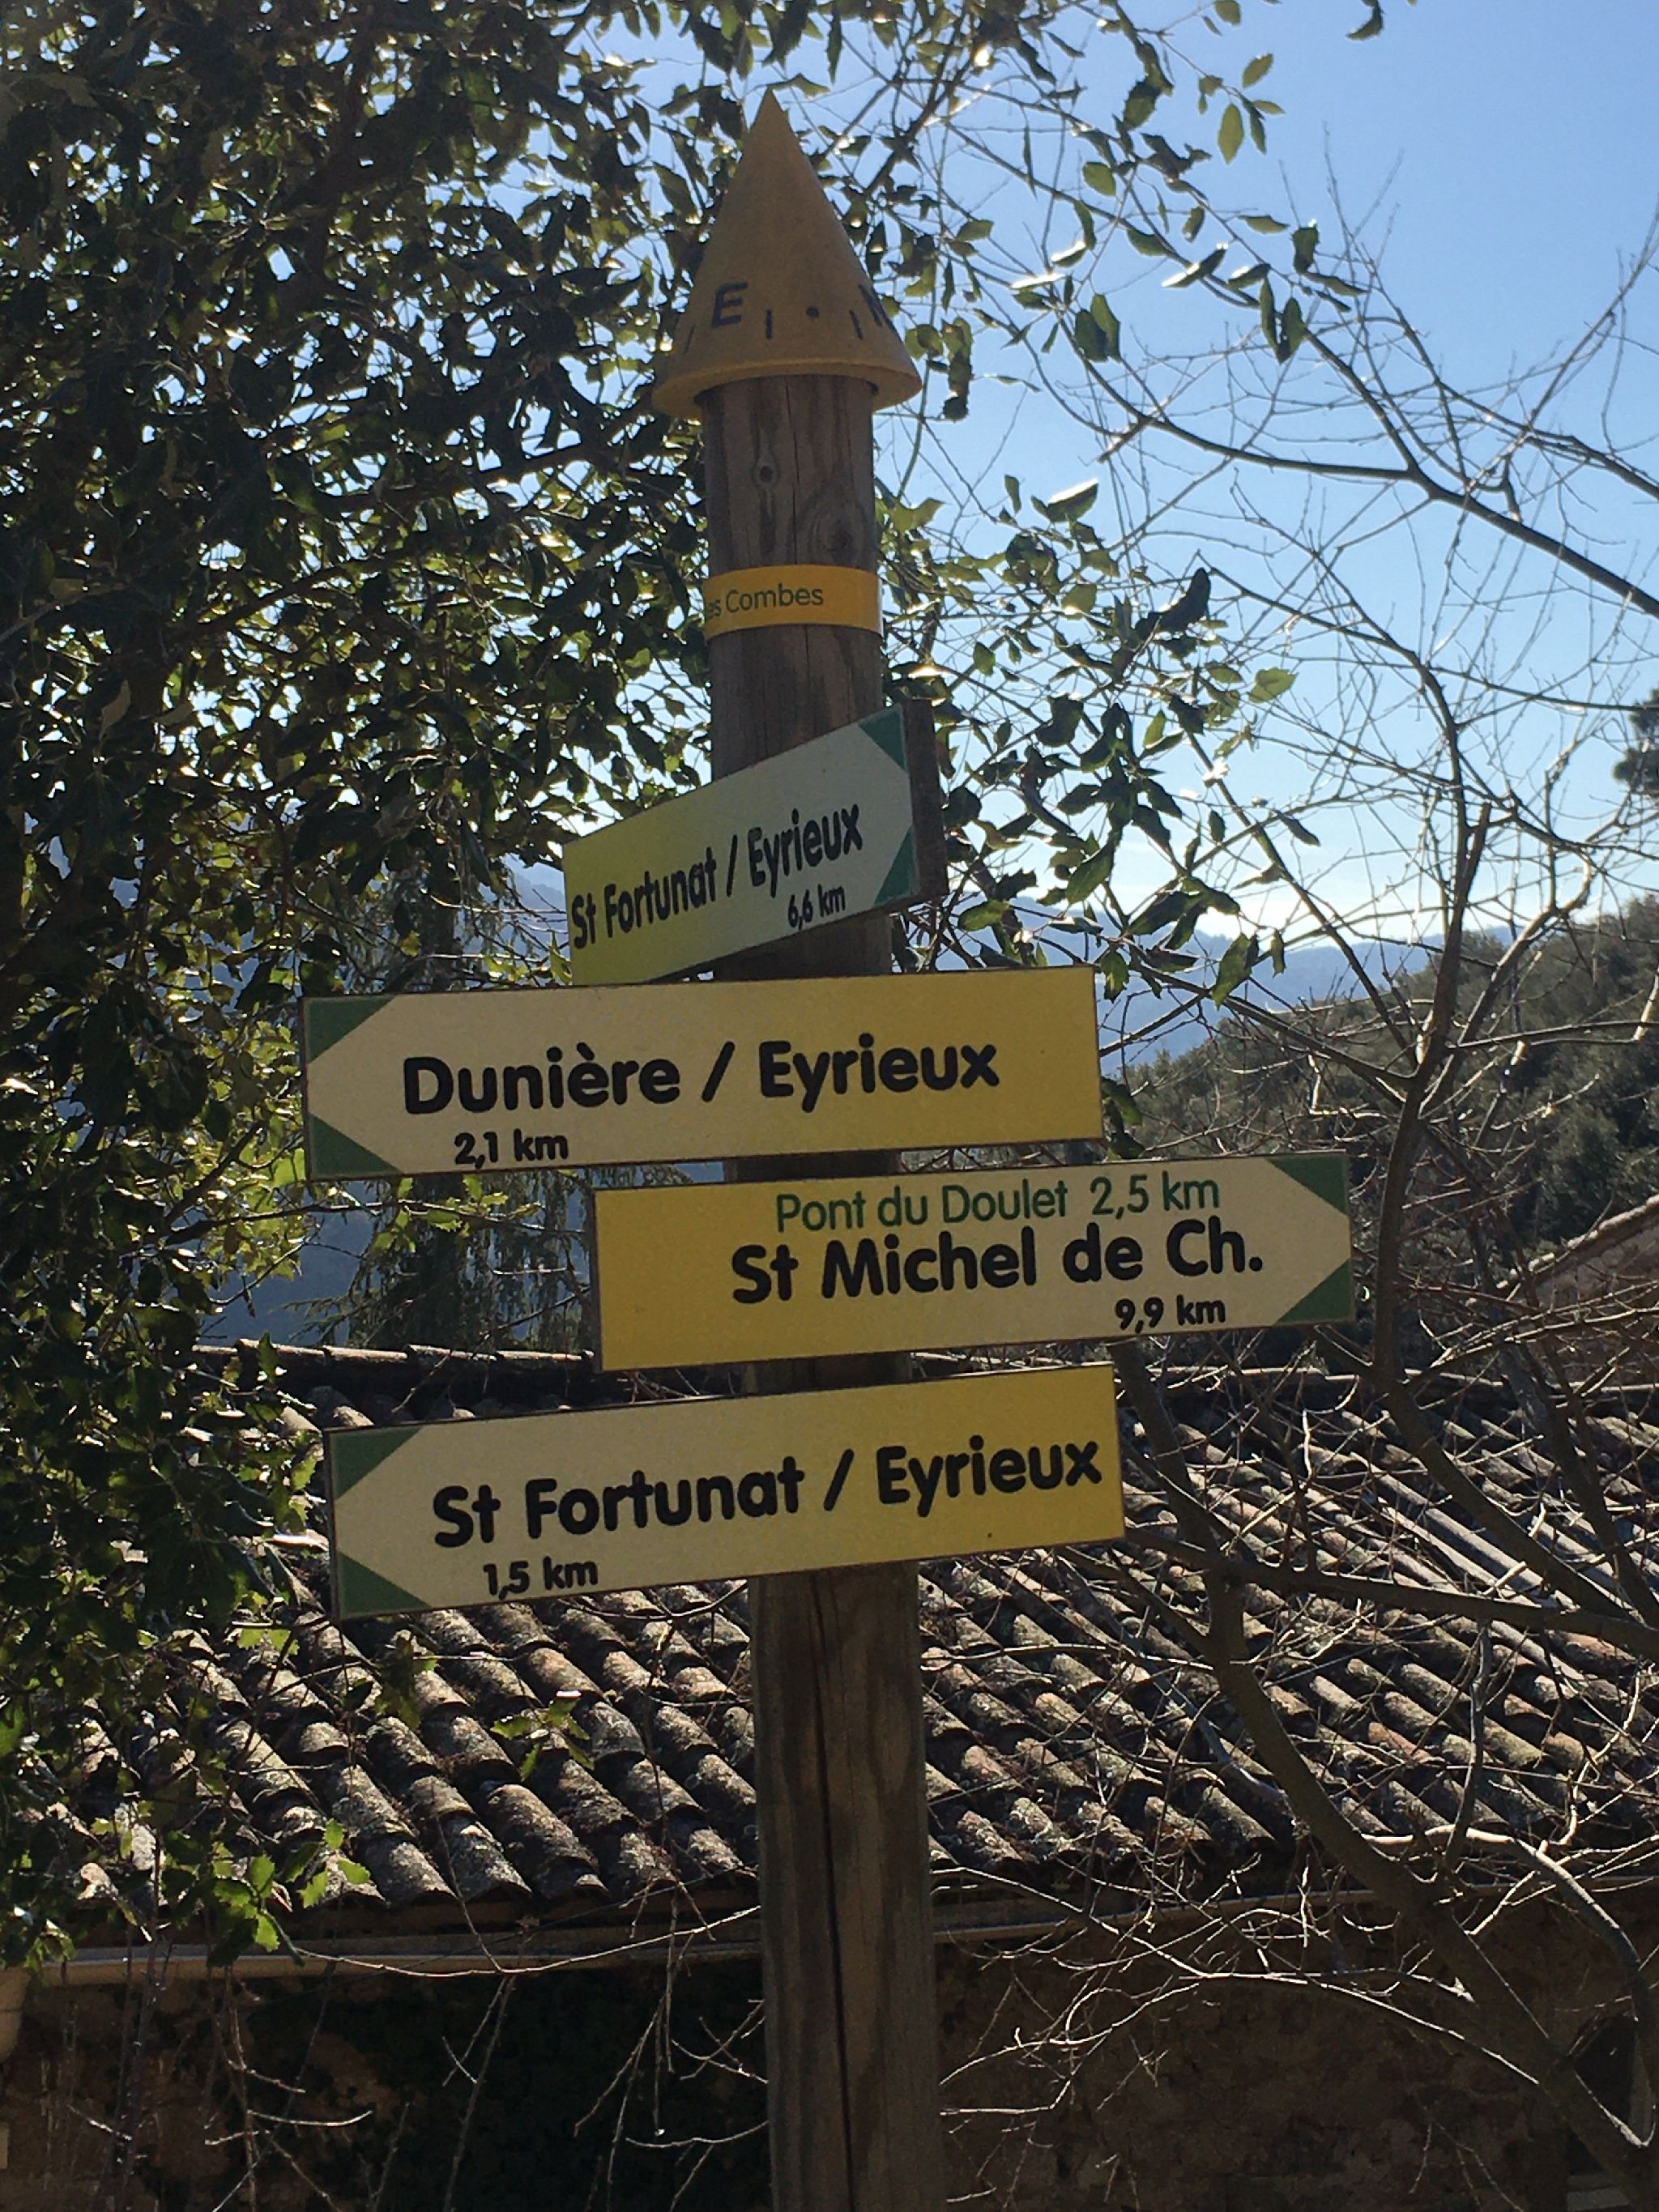 E
Combes
St Fortunat / Eyrieux
6,6 km
Dunière / Eyrieux
2,1 km
Pont du Doulet 2,5 km
St Michel de Ch.
9,9 km
St Fortunat / Eyrieux
1,5 km